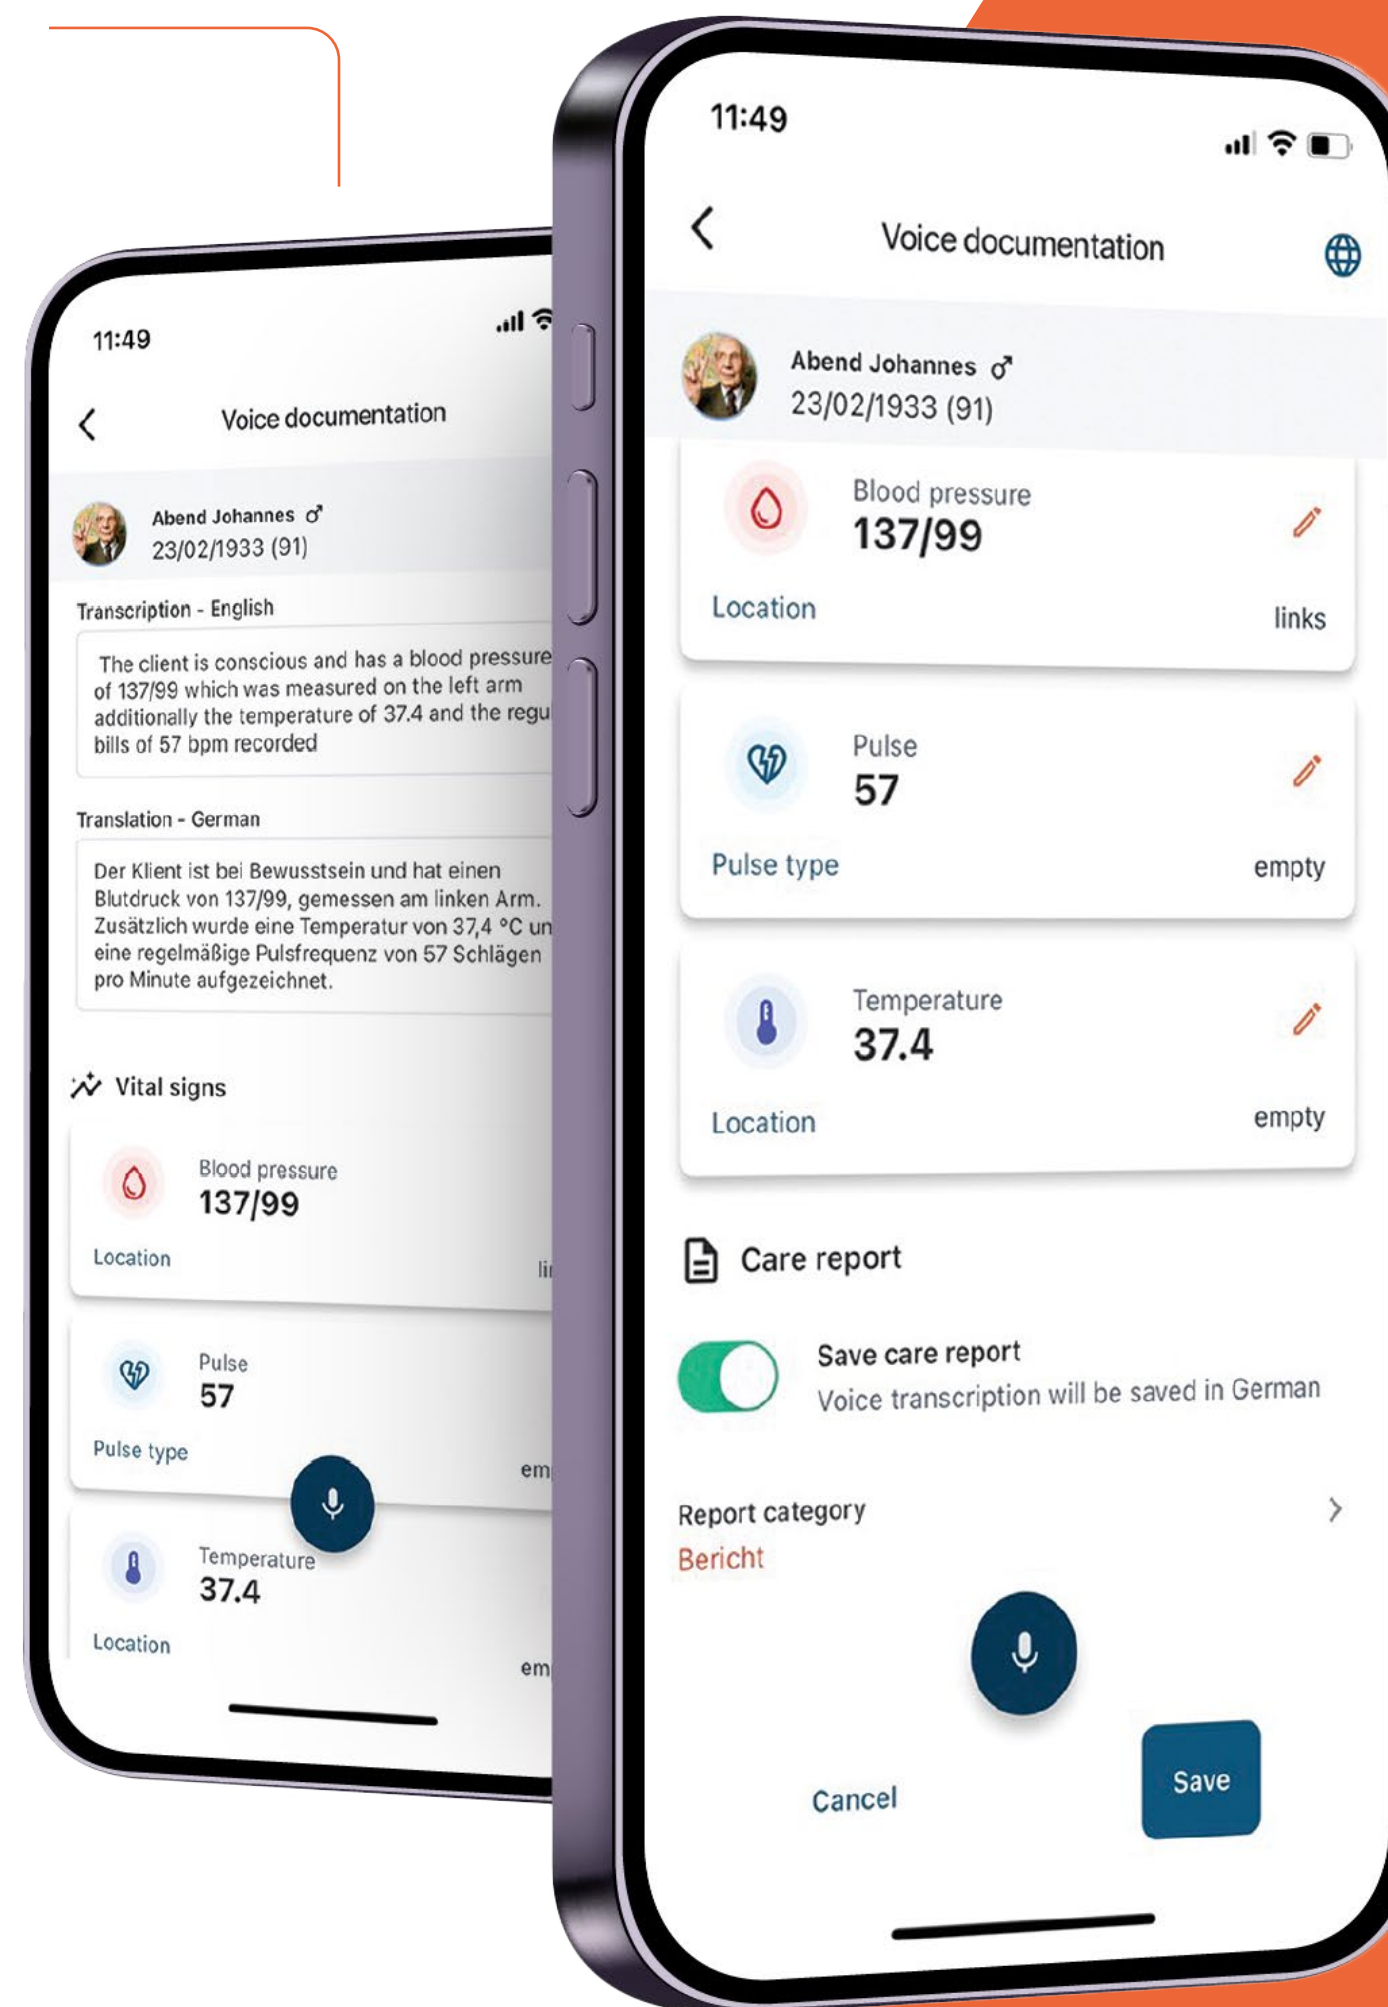 11:49
Voice documentation
Abend Johannes ♂
23/02/1933 (91)
Transcription - English
The client is conscious and has a blood pressure
of 137/99 which was measured on the left arm
additionally the temperature of 37.4 and the
bills of 57 bpm recorded
Translation - German
Der Klient ist bei Bewusstsein und hat einen
Blutdruck von 137/99, gemessen am linken Arm.
Zusätzlich wurde eine Temperatur von 37,4 °C
eine regelmäßige Pulsfrequenz von 57 Schlägen
pro Minute aufgezeichnet.
Vital signs
Blood pressure
137/99
Location
Pulse
57
Pulse type
Temperature
37.4
Location
11:49
Voice documentation
Abend Johannes ♂
23/02/1933 (91)
Blood pressure
137/99
Location links
Pulse
57
Pulse type empty
Temperature
37.4
Location empty
Care report
Save care report
Voice transcription will be saved in German
Report category
Bericht
Cancel Save